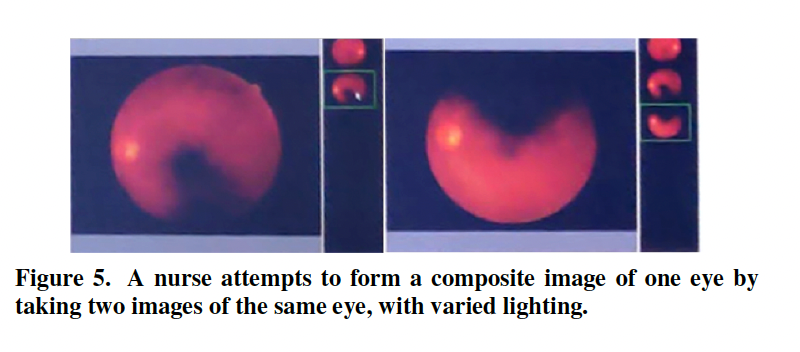 Figure 5. A nurse attempts to form a composite image of one eye by
taking two images of the same eye, with varied lighting.